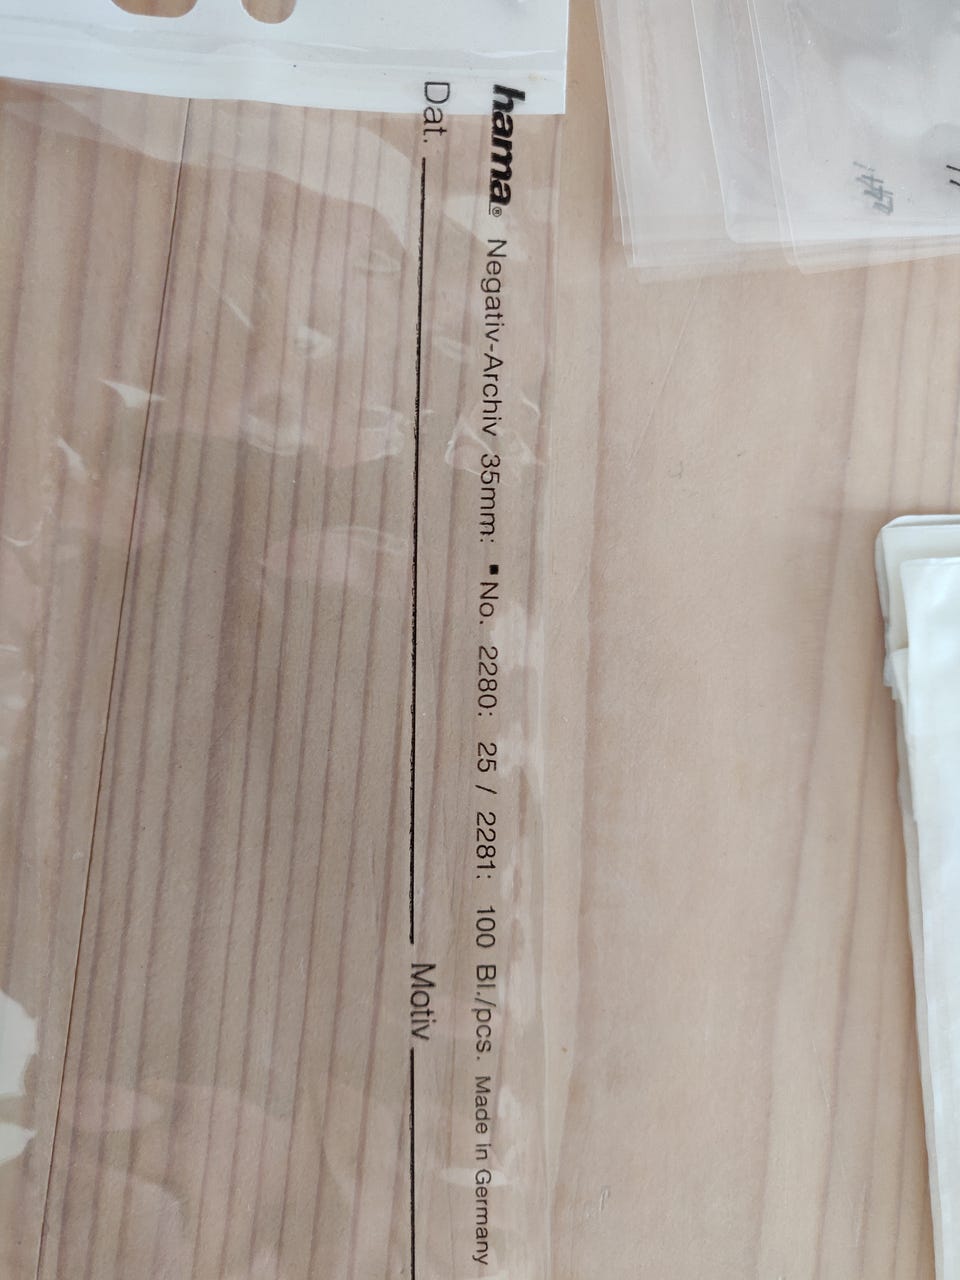 hama® Negativ-Archiv 35mm: ▪No. 2280: 25 / 2281: 100 Bl./pcs. Made in Germany
Dat. Motiv